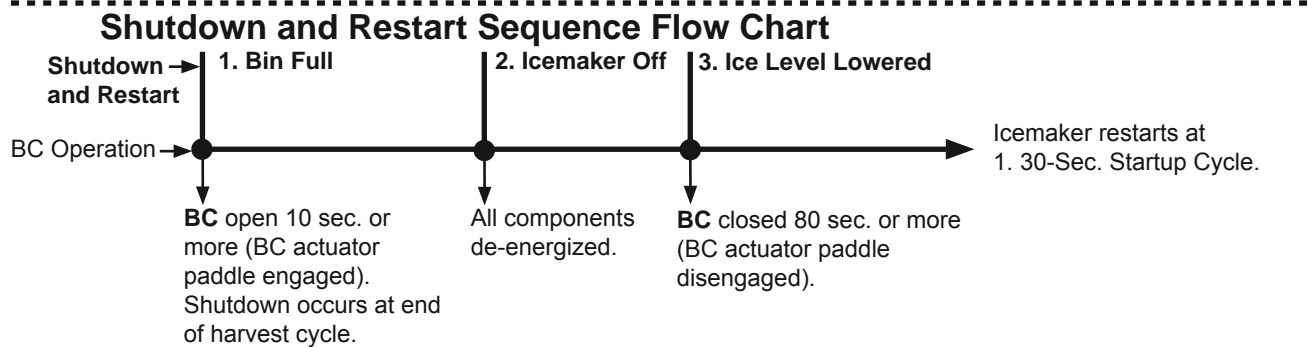 Shutdown and Restart Sequence Flow Chart
Shutdown
and Restart
1. Bin Full
2. Icemaker Off
3. Ice Level Lowered
BC Operation
Icemaker restarts at
1. 30-Sec. Startup Cycle.
BC open 10 sec. or
more (BC actuator
paddle engaged).
Shutdown occurs at end
of harvest cycle.
All components
de-energized.
BC closed 80 sec. or more
(BC actuator paddle
disengaged).